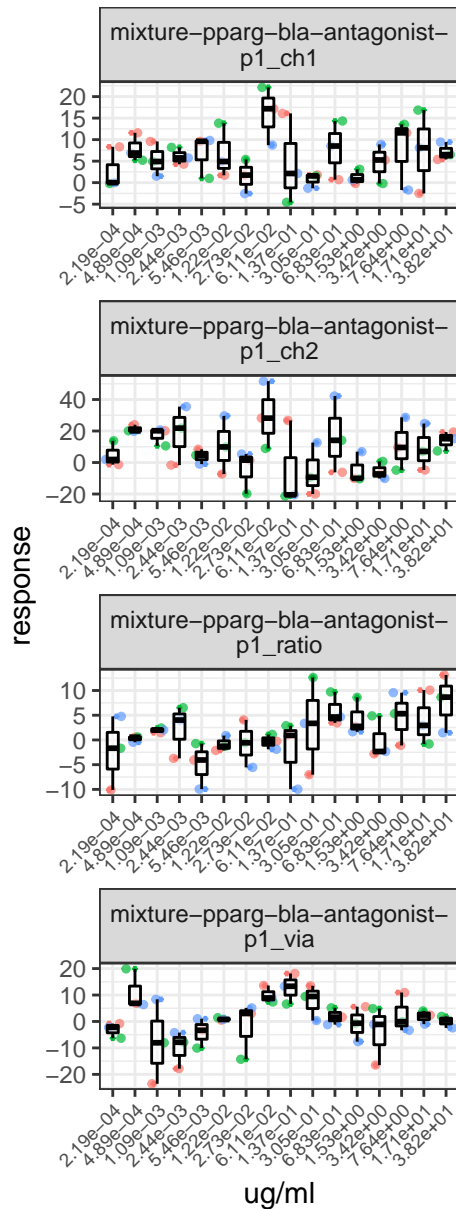 mixture−pparg−bla−antagonist−
p1_ch1
20
15
10
5
0
−5
2.19e−04
4.89e−04
1.09e−03
2.44e−03
5.46e−03
1.22e−02
2.73e−02
6.11e−02
1.37e−01
3.05e−01
6.83e−01
1.53e+00
3.42e+00
7.64e+00
1.71e+01
3.82e+01
mixture−pparg−bla−antagonist−
p1_ch2
40
20
0
−20
2.19e−04
4.89e−04
1.09e−03
2.44e−03
5.46e−03
1.22e−02
2.73e−02
6.11e−02
1.37e−01
3.05e−01
6.83e−01
1.53e+00
3.42e+00
7.64e+00
1.71e+01
3.82e+01
response
mixture−pparg−bla−antagonist−
p1_ratio
10
5
0
−5
−10
2.19e−04
4.89e−04
1.09e−03
2.44e−03
5.46e−03
1.22e−02
2.73e−02
6.11e−02
1.37e−01
3.05e−01
6.83e−01
1.53e+00
3.42e+00
7.64e+00
1.71e+01
3.82e+01
mixture−pparg−bla−antagonist−
p1_via
20
10
0
−10
−20
2.19e−04
4.89e−04
1.09e−03
2.44e−03
5.46e−03
1.22e−02
2.73e−02
6.11e−02
1.37e−01
3.05e−01
6.83e−01
1.53e+00
3.42e+00
7.64e+00
1.71e+01
3.82e+01
ug/ml